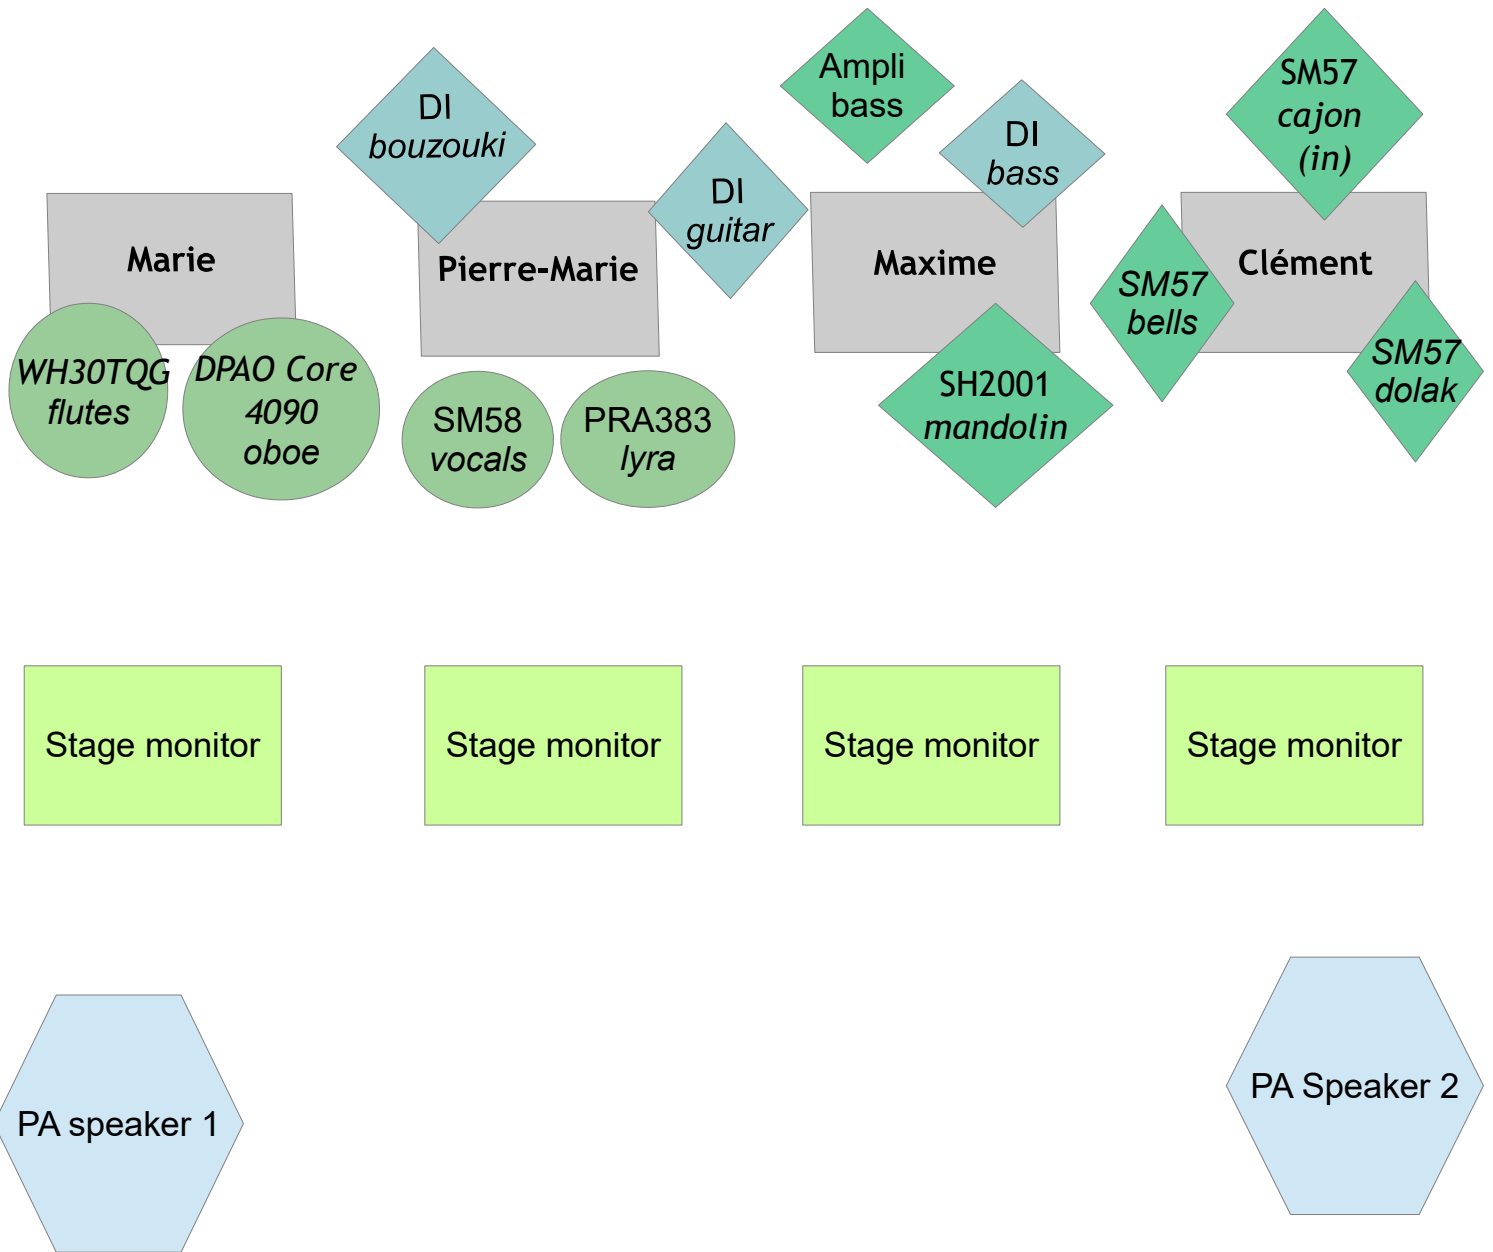 DI
bouzouki
Ampli
bass
DI
bass
SM57
cajon
(in)
DI
guitar
Marie
Pierre-Marie
Maxime
Clément
SM57
bells
WH30TQG
flutes
DPAO Core
4090
oboe
SM58
vocals
PRA383
lyra
SH2001
mandolin
SM57
dolak
Stage monitor
Stage monitor
Stage monitor
Stage monitor
PA speaker 1
PA Speaker 2